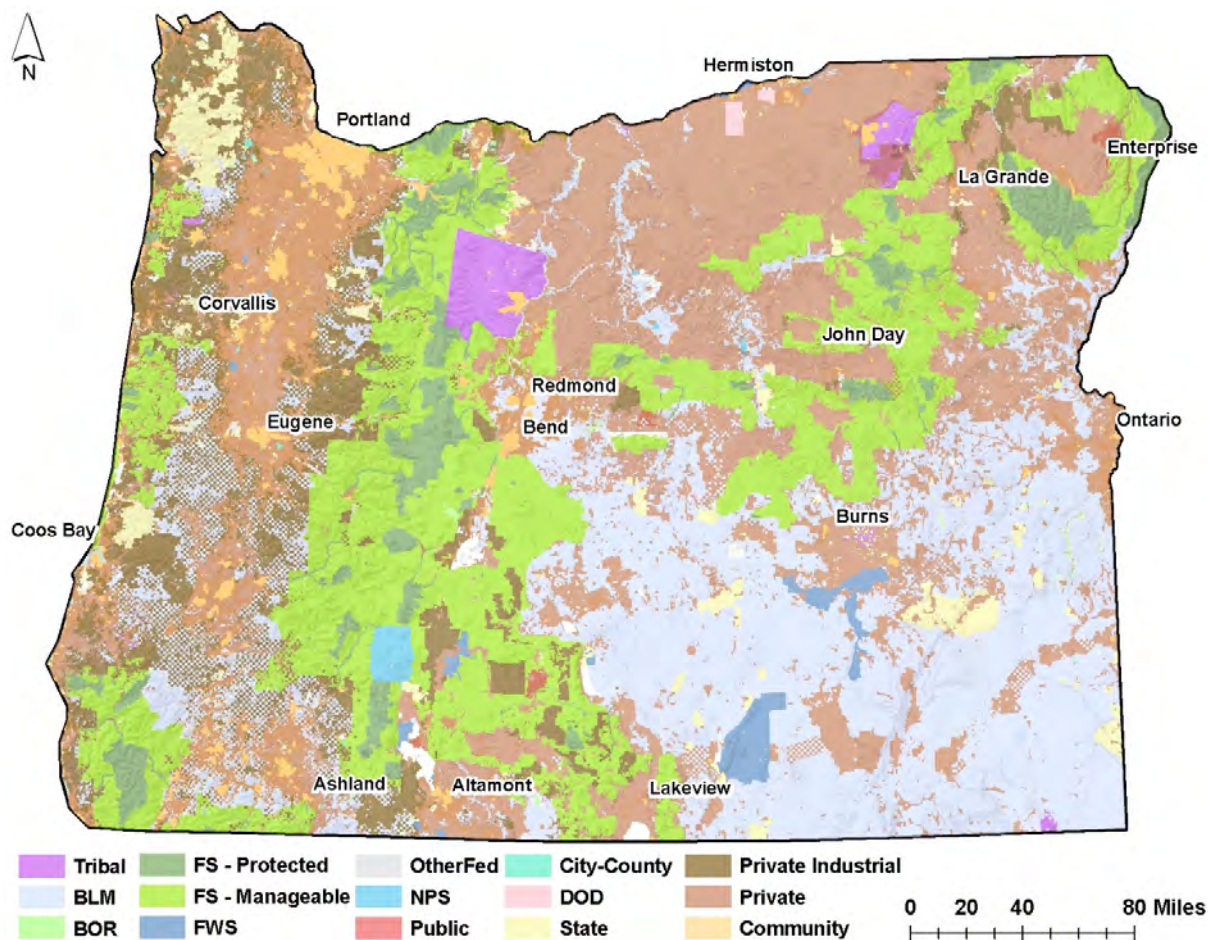 N
Hermiston
Portland
Enterprise
La Grande
Corvallis
John Day
Redmond
Eugene
Bend
Ontario
Coos Bay
Burns
Ashland
Altamont
Lakeview
Tribal FS - Protected OtherFed City-County Private Industrial
BLM FS - Manageable NPS DOD Private
BOR FWS Public State Community
0 20 40 80 Miles